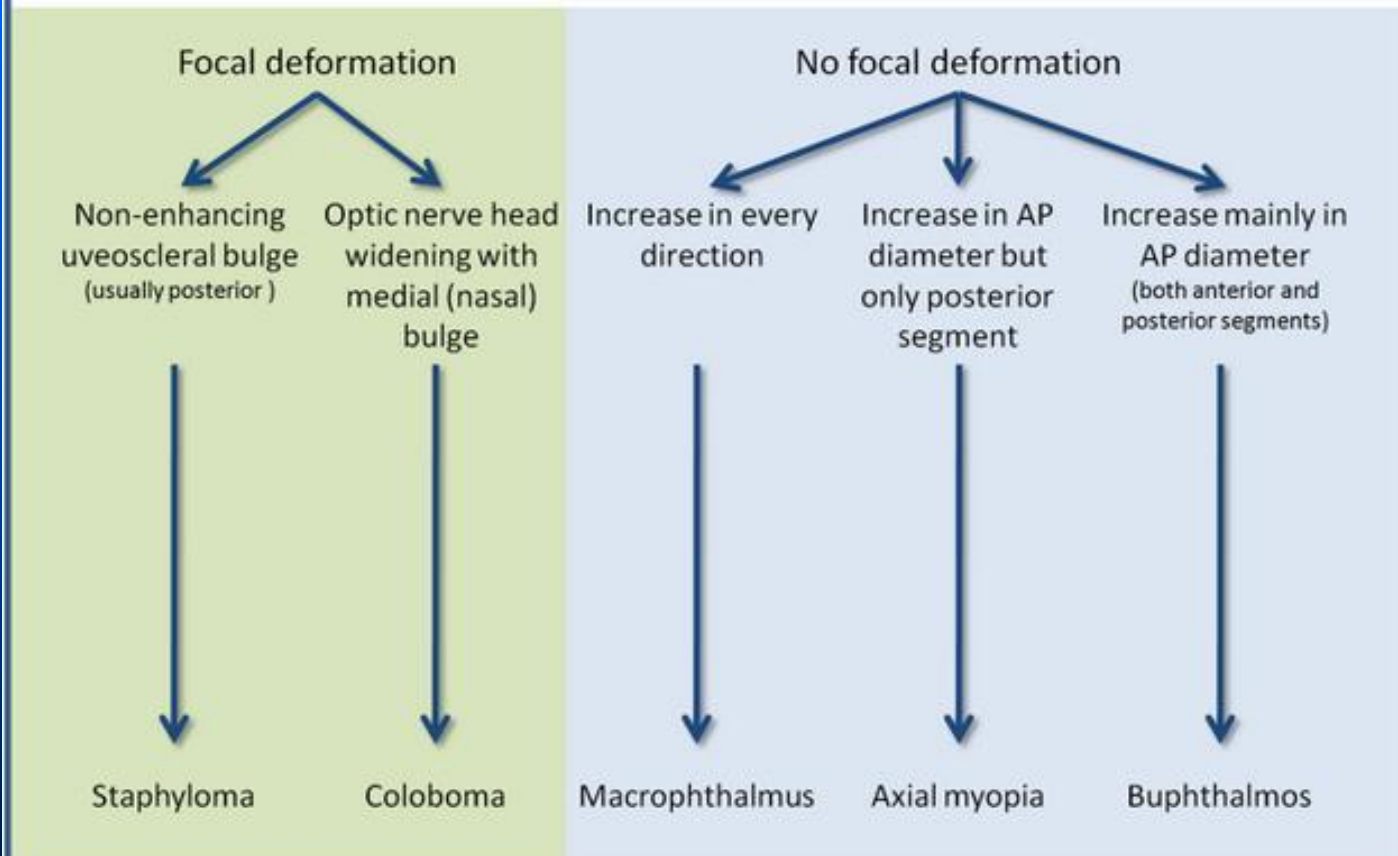 Focal deformation
No focal deformation
Non-enhancing
uveoscleral bulge
(usually posterior )
Optic nerve head
widening with
medial (nasal)
bulge
Increase in every
direction
Increase in AP
diameter but
only posterior
segment
Increase mainly in
AP diameter
(both anterior and
posterior segments)
Staphyloma
Coloboma
Macrophthalmus
Axial myopia
Buphthalmos